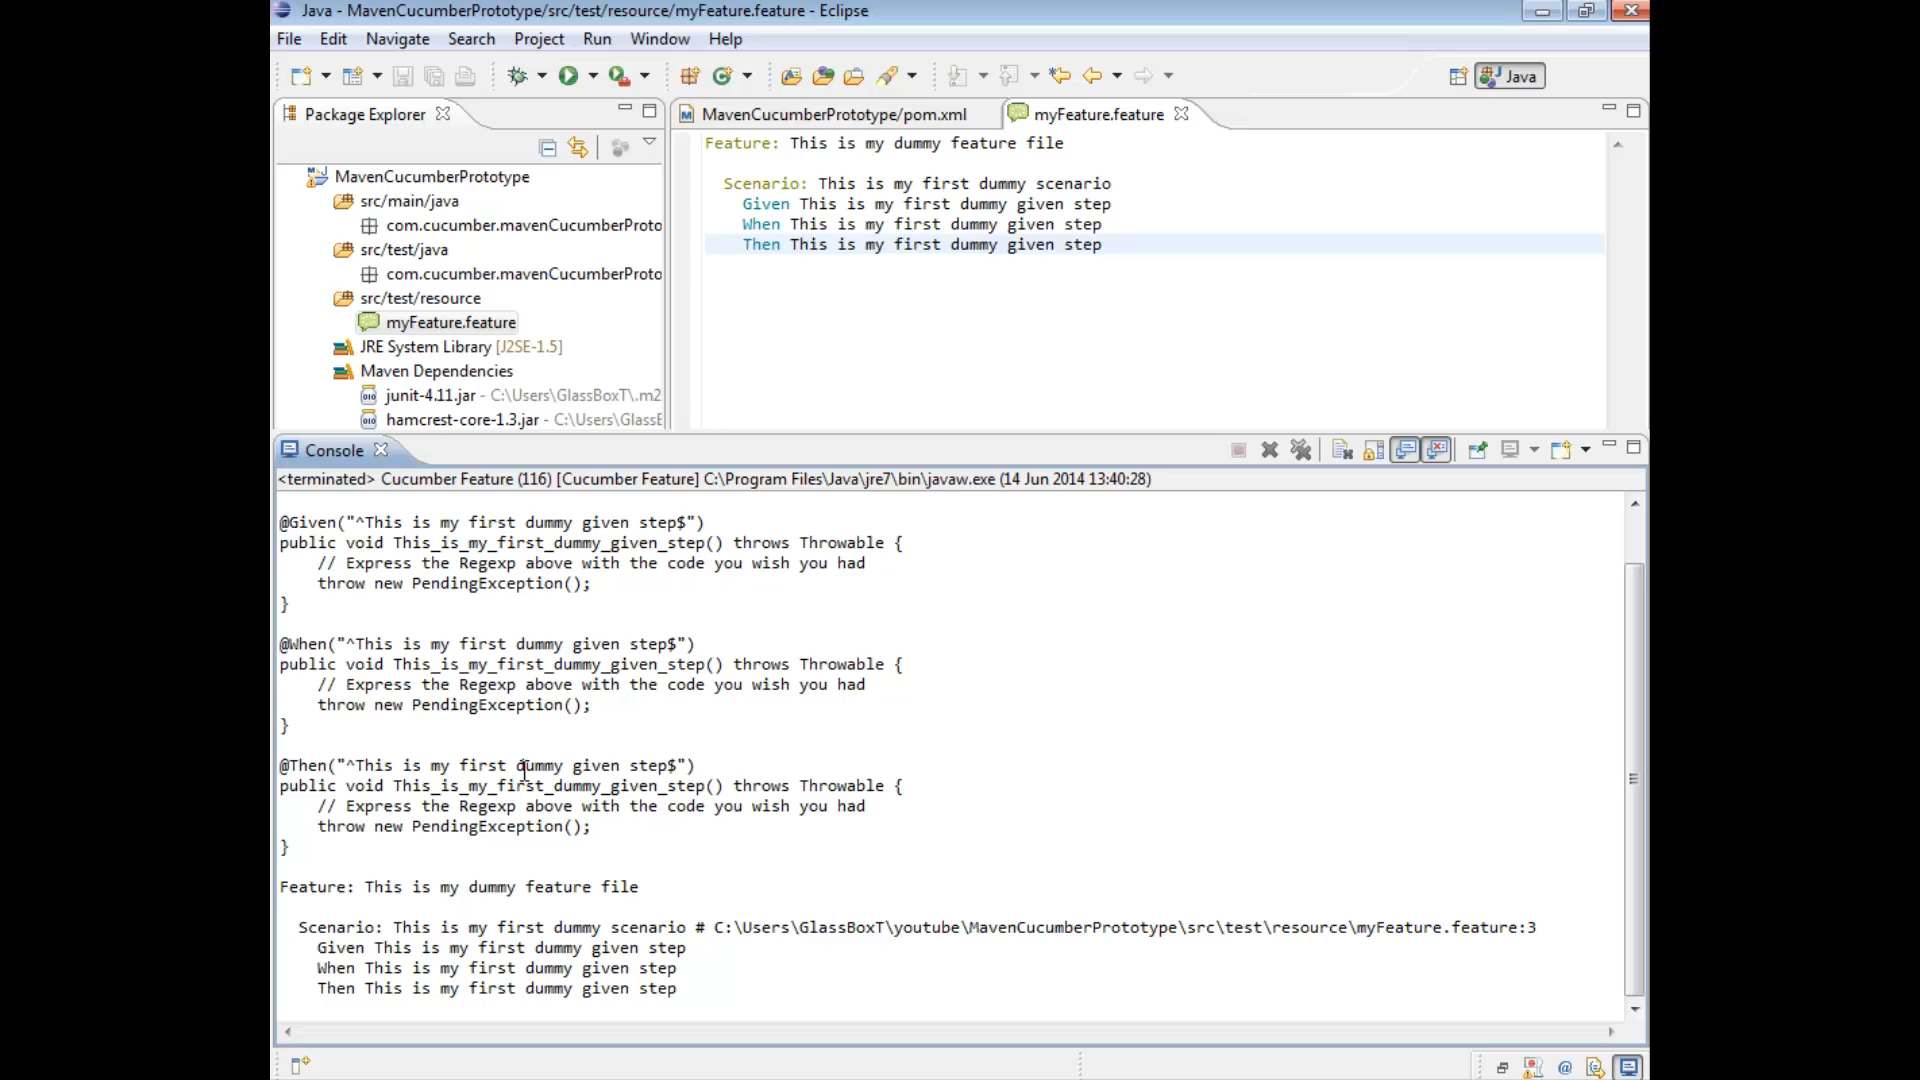 Java - MavenCucumberPrototype/src/test/resource/myFeature.feature - Eclipse
File Edit Navigate Search Project Run Window Help
Java
Package Explorer
MavenCucumberPrototype/pom.xml
myFeature.feature
MavenCucumberPrototype
src/main/java
com.cucumber.mavenCucumberProto
src/test/java
com.cucumber.mavenCucumberProto
src/test/resource
myFeature.feature
JRE System Library [J2SE-1.5]
Maven Dependencies
junit-4.11.jar - C:\Users\GlassBoxT\.m2
hamcrest-core-1.3.jar - C:\Users\GlassB
Feature: This is my dummy feature file
Scenario: This is my first dummy scenario
Given This is my first dummy given step
When This is my first dummy given step
Then This is my first dummy given step
Console
<terminated> Cucumber Feature (116) [Cucumber Feature] C:\Program Files\Java\jre7\bin\javaw.exe (14 Jun 2014 13:40:28)
@Given("^This is my first dummy given step$")
public void This_is_my_first_dummy_given_step() throws Throwable {
// Express the Regexp above with the code you wish you had
throw new PendingException();
}
@When("^This is my first dummy given step$")
public void This_is_my_first_dummy_given_step() throws Throwable {
// Express the Regexp above with the code you wish you had
throw new PendingException();
}
@Then("^This is my first dummy given step$")
public void This_is_my_first_dummy_given_step() throws Throwable {
// Express the Regexp above with the code you wish you had
throw new PendingException();
}
Feature: This is my dummy feature file
Scenario: This is my first dummy scenario # C:\Users\GlassBoxT\youtube\MavenCucumberPrototype\src\test\resource\myFeature.feature:3
Given This is my first dummy given step
When This is my first dummy given step
Then This is my first dummy given step